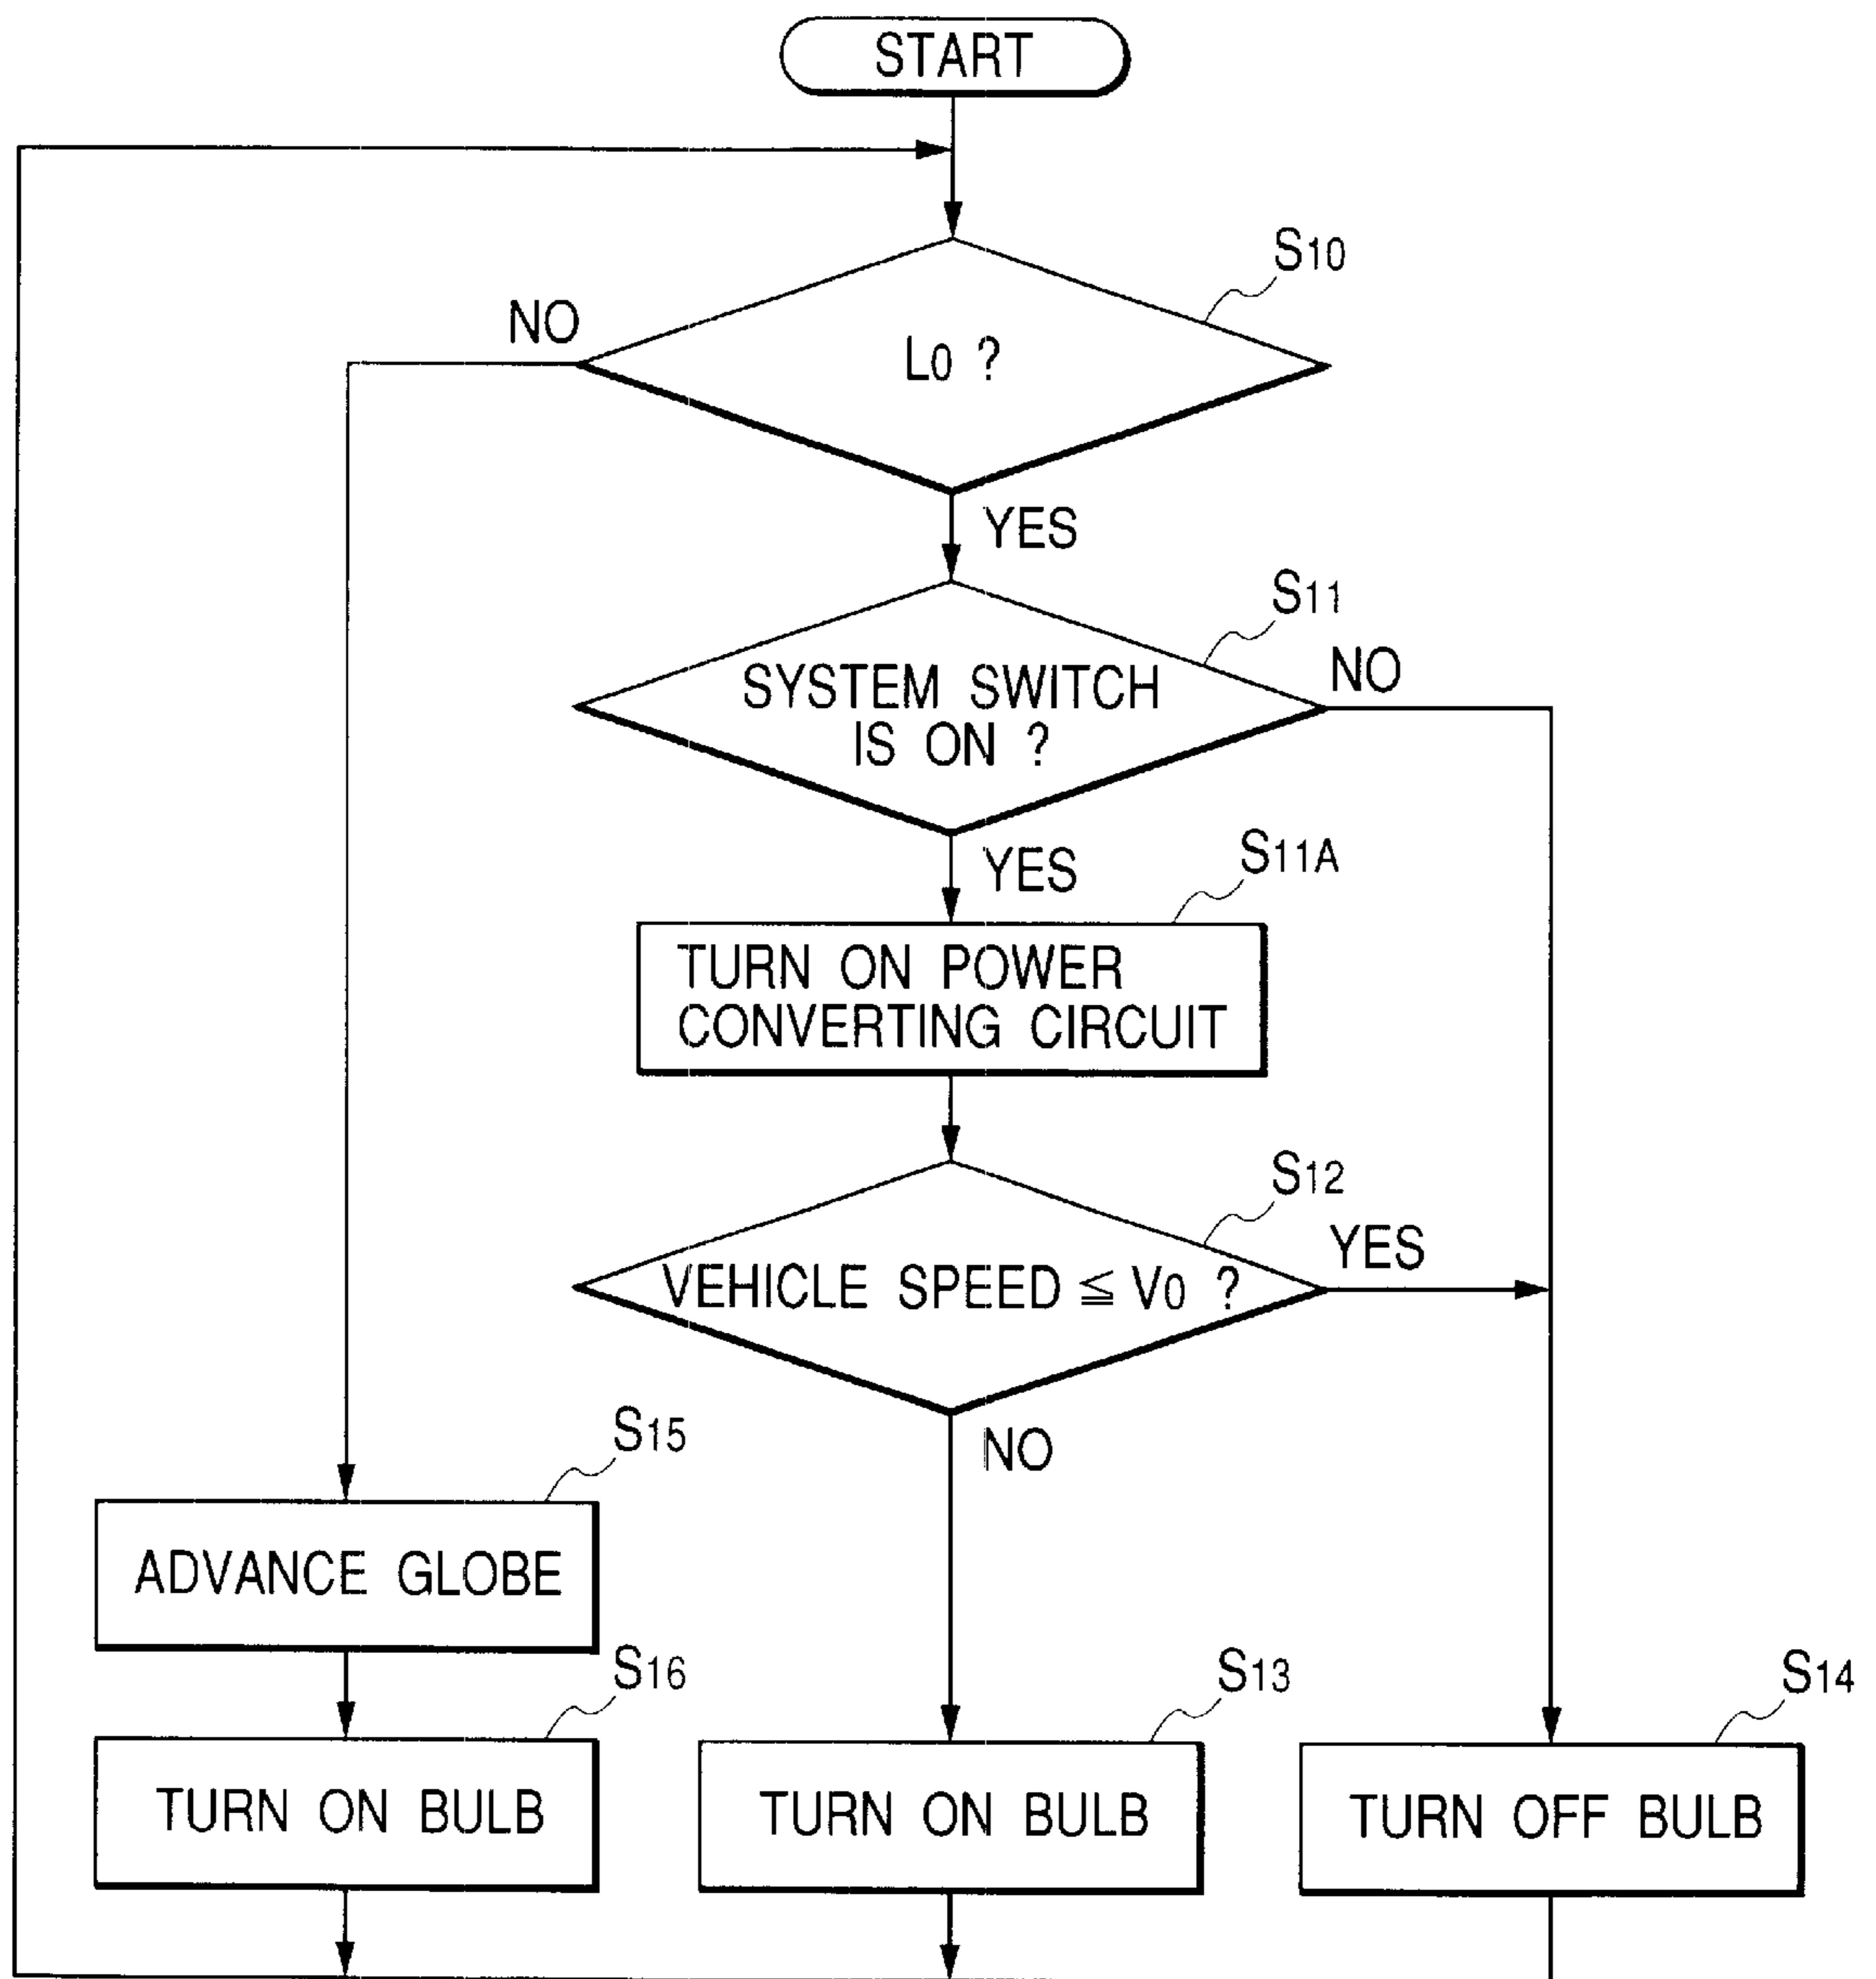 START
S10
NO
L0 ?
YES
S11
SYSTEM SWITCH
IS ON ?
NO
YES
S11A
TURN ON POWER
CONVERTING CIRCUIT
S12
VEHICLE SPEED ≦ V0 ?
YES
NO
S15
ADVANCE GLOBE
S16
TURN ON BULB
S13
TURN ON BULB
S14
TURN OFF BULB